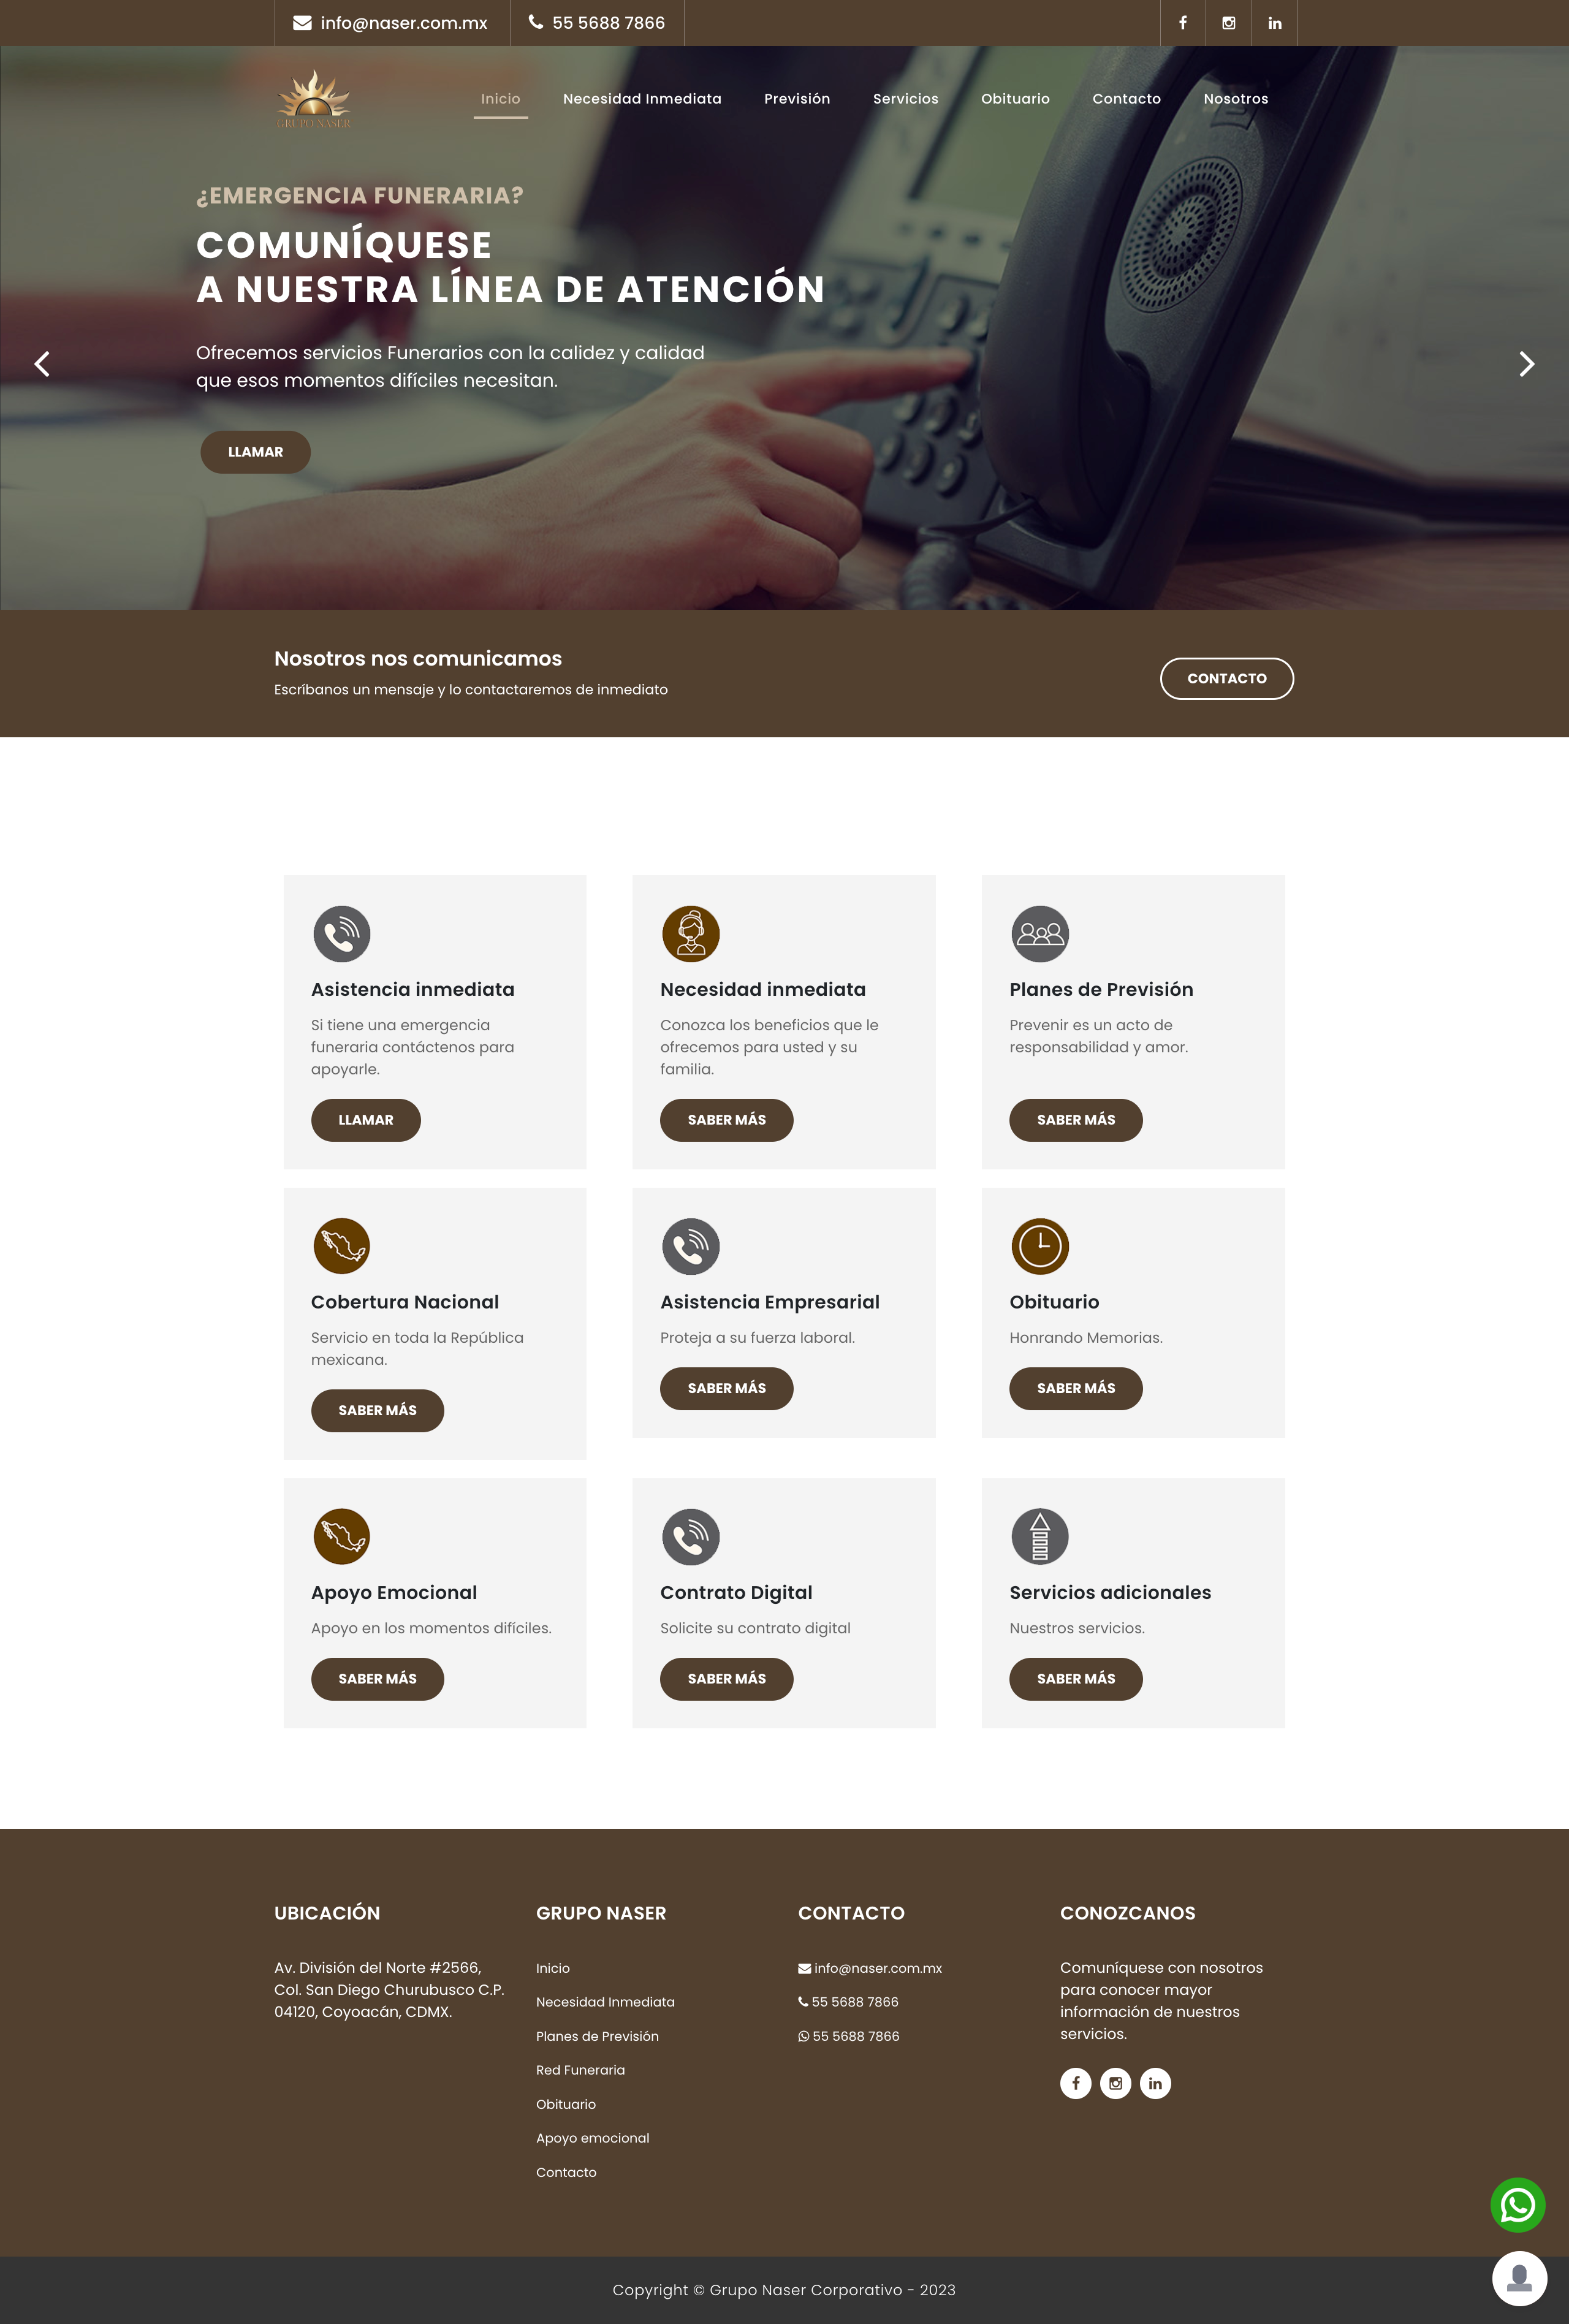 info@naser.com.mx
55 5688 7866
GRUPO NASER
Inicio
Necesidad Inmediata
Previsión
Servicios
Obituario
Contacto
Nosotros
¿EMERGENCIA FUNERARIA?
COMUNÍQUESE
A NUESTRA LÍNEA DE ATENCIÓN
Ofrecemos servicios Funerarios con la calidez y calidad
que esos momentos difíciles necesitan.
LLAMAR
Nosotros nos comunicamos
Escríbanos un mensaje y lo contactaremos de inmediato
CONTACTO
Asistencia inmediata
Si tiene una emergencia
funeraria contáctenos para
apoyarle.
LLAMAR
Necesidad inmediata
Conozca los beneficios que le
ofrecemos para usted y su
familia.
SABER MÁS
Planes de Previsión
Prevenir es un acto de
responsabilidad y amor.
SABER MÁS
Cobertura Nacional
Servicio en toda la República
mexicana.
SABER MÁS
Asistencia Empresarial
Proteja a su fuerza laboral.
SABER MÁS
Obituario
Honrando Memorias.
SABER MÁS
Apoyo Emocional
Apoyo en los momentos difíciles.
SABER MÁS
Contrato Digital
Solicite su contrato digital
SABER MÁS
Servicios adicionales
Nuestros servicios.
SABER MÁS
UBICACIÓN
Av. División del Norte #2566,
Col. San Diego Churubusco C.P.
04120, Coyoacán, CDMX.
GRUPO NASER
Inicio
Necesidad Inmediata
Planes de Previsión
Red Funeraria
Obituario
Apoyo emocional
Contacto
CONTACTO
info@naser.com.mx
55 5688 7866
55 5688 7866
CONOZCANOS
Comuníquese con nosotros
para conocer mayor
información de nuestros
servicios.
Copyright © Grupo Naser Corporativo - 2023